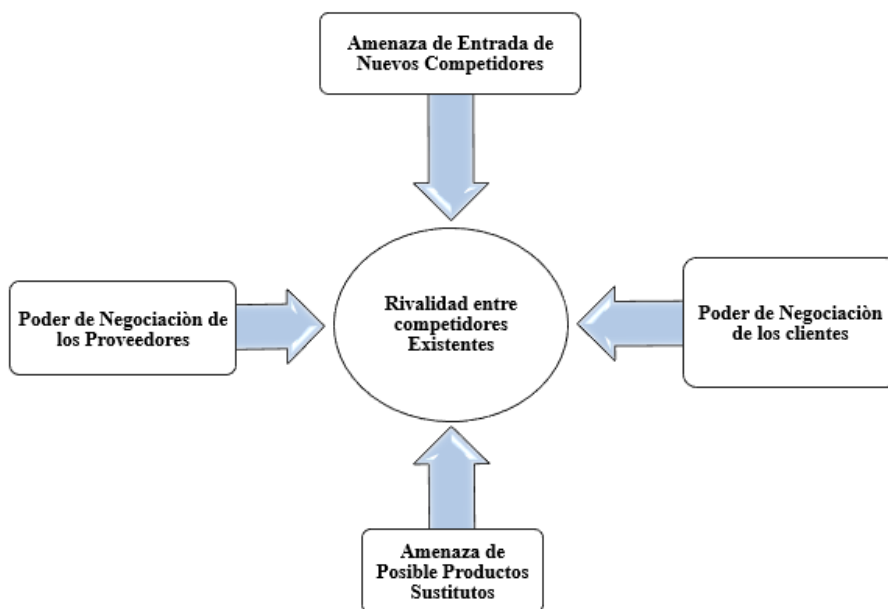 Amenaza de Entrada de
Nuevos Competidores
Poder de Negociaciòn de
los Proveedores
Rivalidad entre
competidores
Existentes
Poder de Negociaciòn
de los clientes
Amenaza de
Posible Productos
Sustitutos